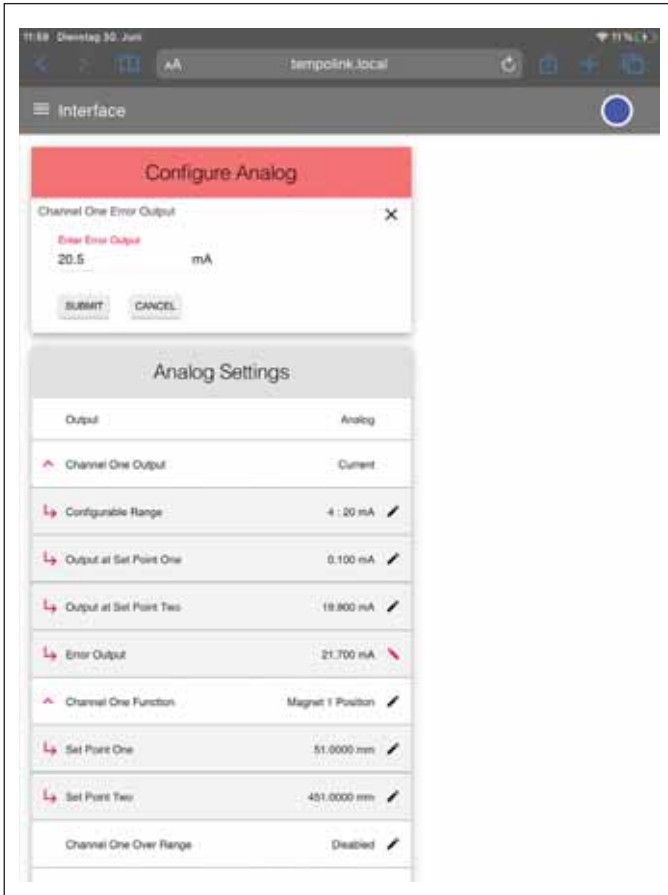 11:59 Dienstag 30. Juni
11%
AA
tempolink.local
Interface
Configure Analog
Channel One Error Output
Enter Error Output
20.5 mA
SUBMIT CANCEL
Analog Settings
Output Analog
Channel One Output Current
Configurable Range 4 : 20 mA
Output at Set Point One 0.100 mA
Output at Set Point Two 19.900 mA
Error Output 21.700 mA
Channel One Function Magnet 1 Position
Set Point One 51.0000 mm
Set Point Two 451.0000 mm
Channel One Over Range Disabled